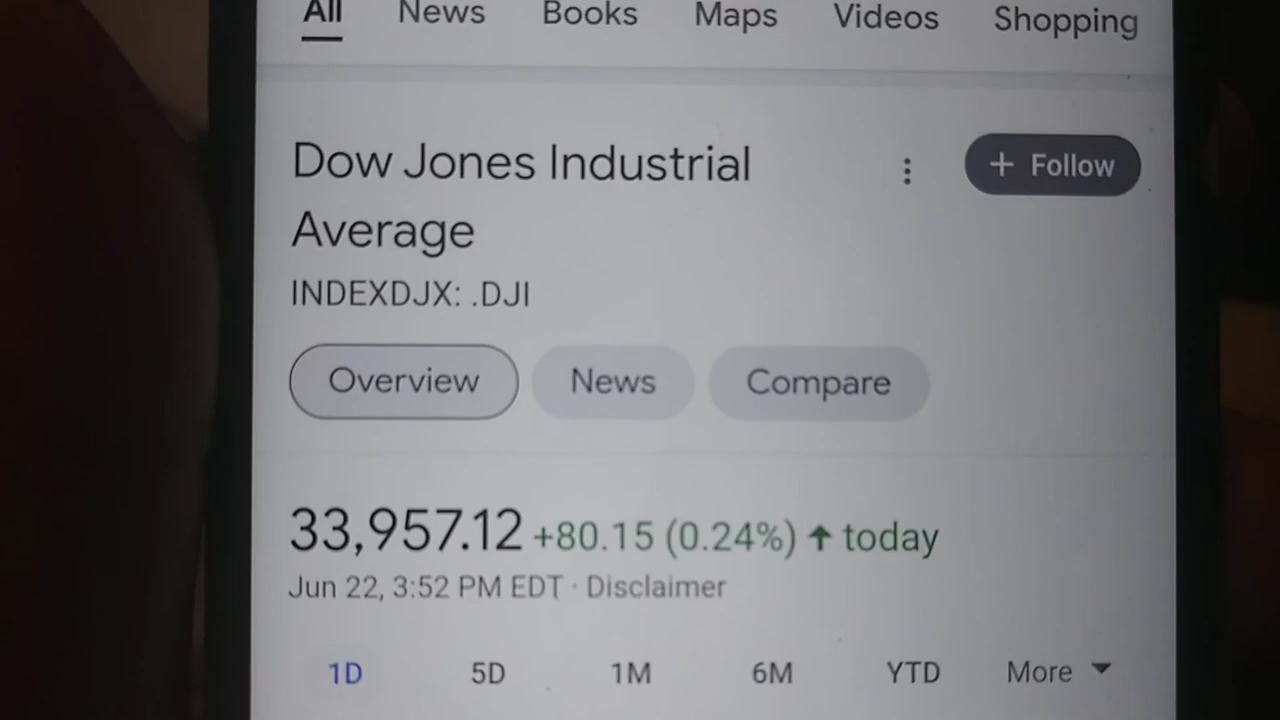 All News Books Maps Videos Shopping
Dow Jones Industrial
Average
+ Follow
INDEXDJX: .DJI
Overview News Compare
33,957.12 +80.15 (0.24%) ↑ today
Jun 22, 3:52 PM EDT · Disclaimer
1D 5D 1M 6M YTD More